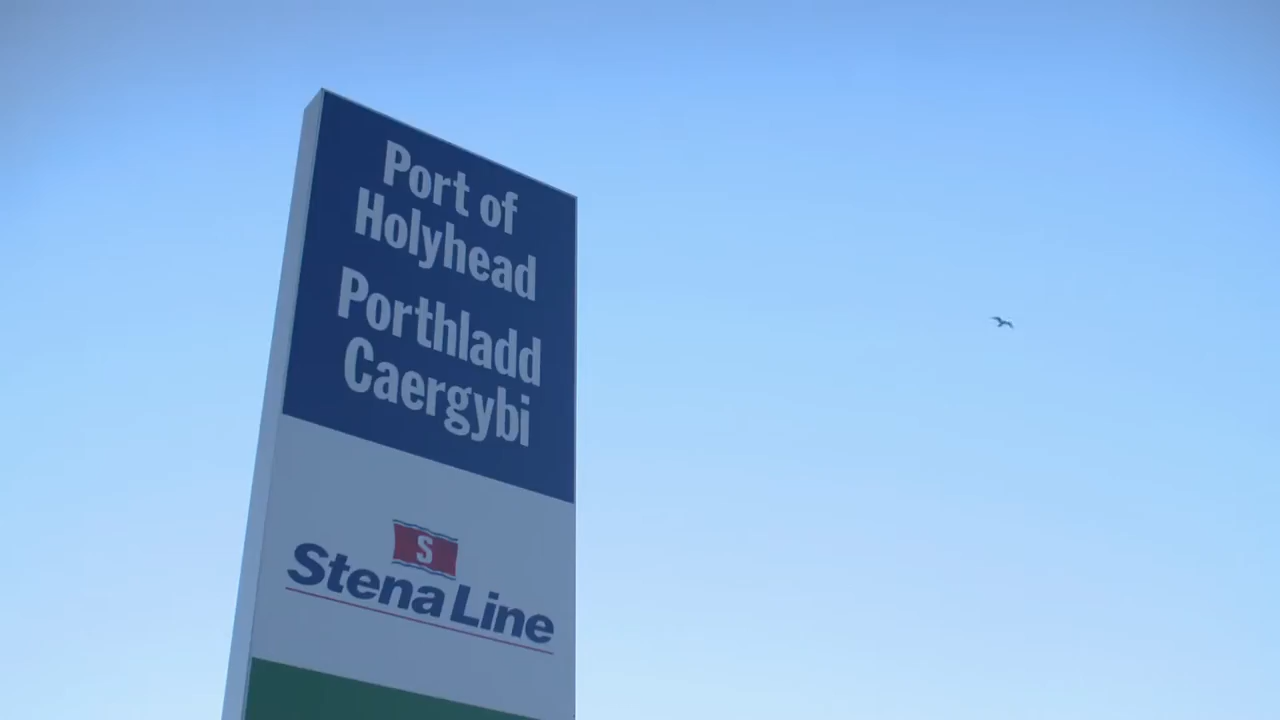 Port of
Holyhead
Porthladd
Caergybi
S
Stena Line